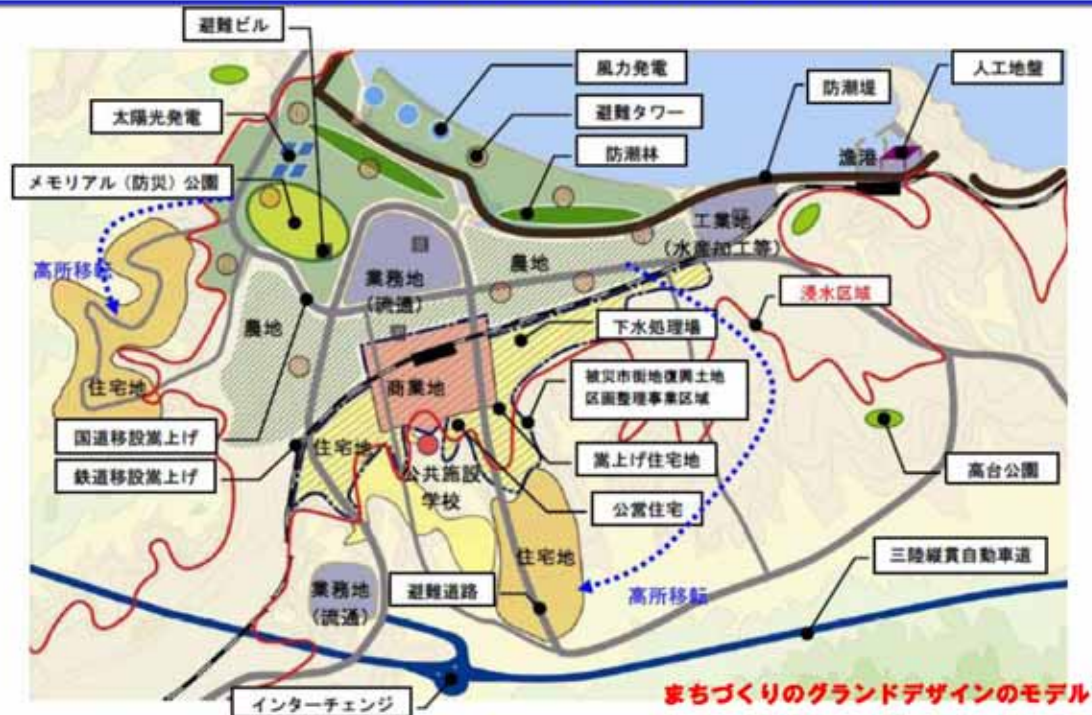 避難ビル
風力発電
人工地盤
防潮堤
太陽光発電
避難タワー
漁港
防潮林
メモリアル（防災）公園
工業地
（水産加工等）
高所移転
業務地
（流通）
農地
浸水区域
農地
下水処理場
住宅地
商業地
被災市街地復興土地
区画整理事業区域
国道移設嵩上げ
住宅地
嵩上げ住宅地
鉄道移設嵩上げ
公共施設
学校
高台公園
公営住宅
住宅地
三陸縦貫自動車道
業務地
（流通）
避難道路
高所移転
インターチェンジ
まちづくりのグランドデザインのモデル